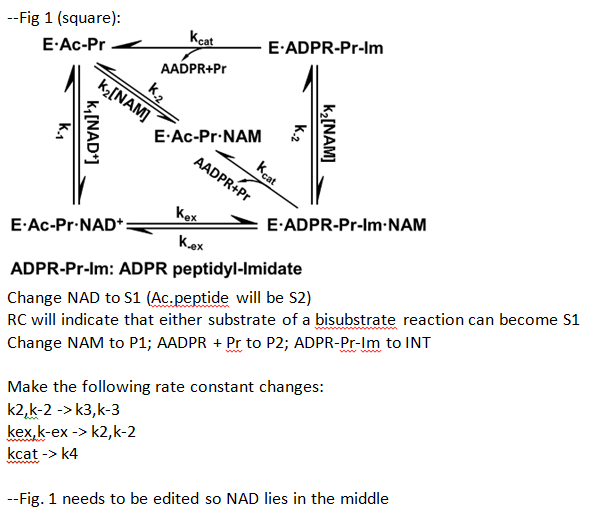 --Fig 1 (square):
E·Ac-Pr
kcat
E·ADPR-Pr-Im
AADPR+Pr
k-2
k2[NAM]
k-1
k1[NAD+]
E·Ac-Pr·NAM
k-2
k2[NAM]
kcat
AADPR+Pr
E·Ac-Pr·NAD+
kex
k-ex
E·ADPR-Pr-Im·NAM
ADPR-Pr-Im: ADPR peptidyl-Imidate
Change NAD to S1 (Ac.peptide will be S2)
RC will indicate that either substrate of a bisubstrate reaction can become S1
Change NAM to P1; AADPR + Pr to P2; ADPR-Pr-Im to INT
Make the following rate constant changes:
k2,k-2 -> k3,k-3
kex,k-ex -> k2,k-2
kcat -> k4
--Fig. 1 needs to be edited so NAD lies in the middle